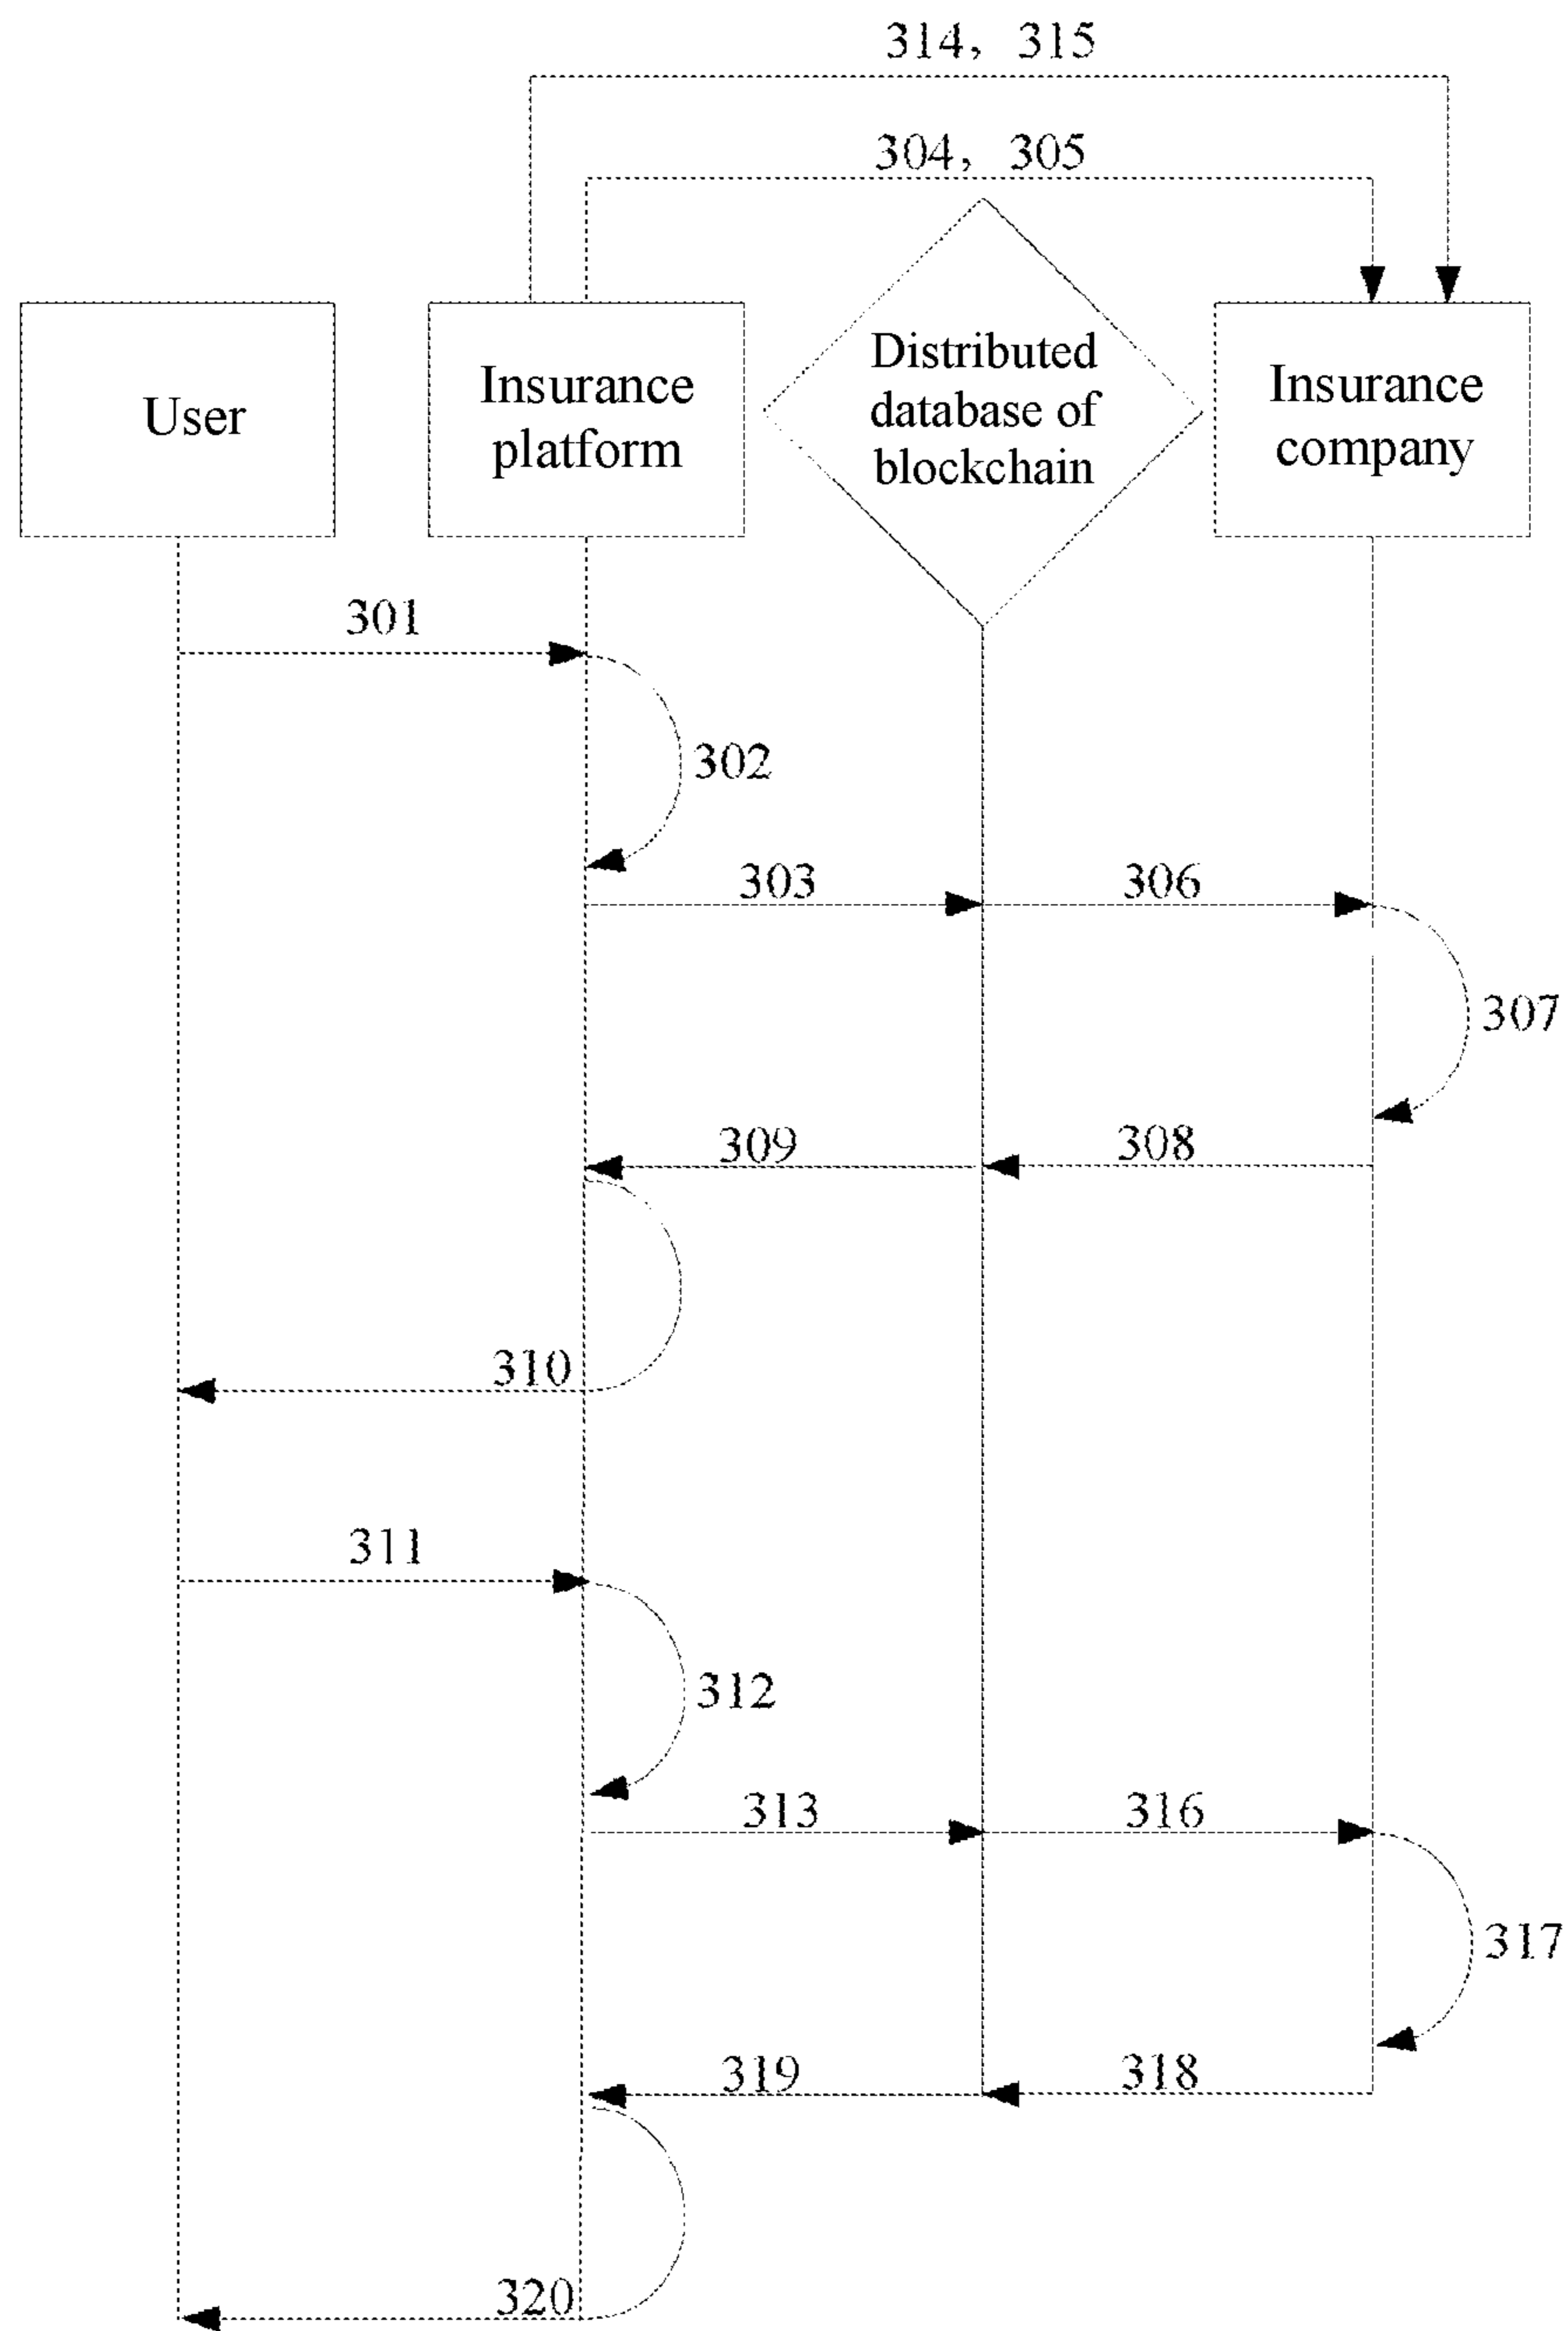 314, 315
304, 305
User
Insurance
platform
Distributed
database of
blockchain
Insurance
company
301
302
303
306
307
309
308
310
311
312
313
316
317
319
318
320